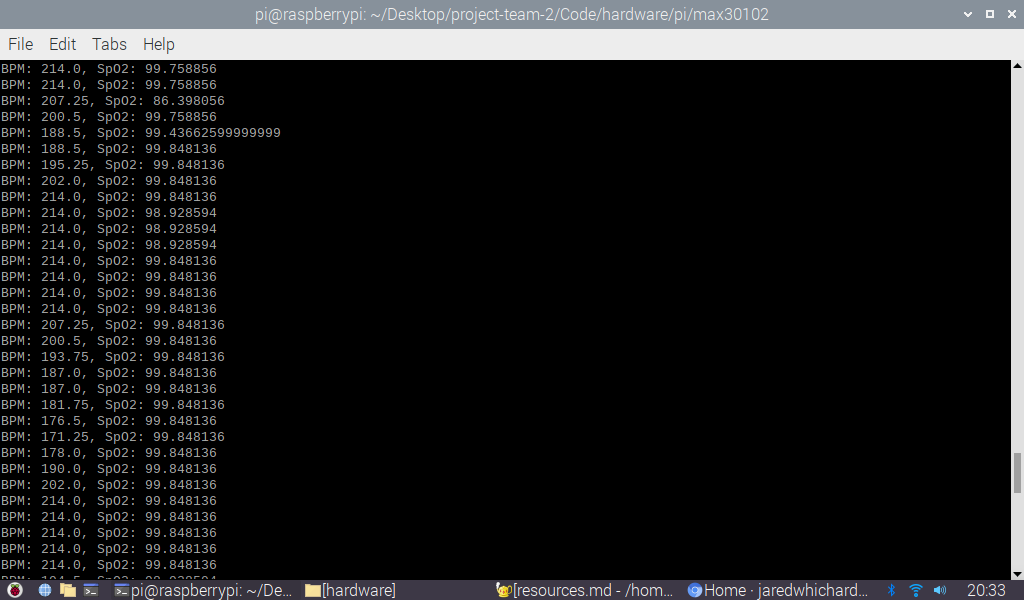 pi@raspberrypi: ~/Desktop/project-team-2/Code/hardware/pi/max30102
File Edit Tabs Help
BPM: 214.0, SpO2: 99.758856
BPM: 214.0, SpO2: 99.758856
BPM: 207.25, SpO2: 86.398056
BPM: 200.5, SpO2: 99.758856
BPM: 188.5, SpO2: 99.43662599999999
BPM: 188.5, SpO2: 99.848136
BPM: 195.25, SpO2: 99.848136
BPM: 202.0, SpO2: 99.848136
BPM: 214.0, SpO2: 99.848136
BPM: 214.0, SpO2: 98.928594
BPM: 214.0, SpO2: 98.928594
BPM: 214.0, SpO2: 98.928594
BPM: 214.0, SpO2: 99.848136
BPM: 214.0, SpO2: 99.848136
BPM: 214.0, SpO2: 99.848136
BPM: 214.0, SpO2: 99.848136
BPM: 207.25, SpO2: 99.848136
BPM: 200.5, SpO2: 99.848136
BPM: 193.75, SpO2: 99.848136
BPM: 187.0, SpO2: 99.848136
BPM: 187.0, SpO2: 99.848136
BPM: 181.75, SpO2: 99.848136
BPM: 176.5, SpO2: 99.848136
BPM: 171.25, SpO2: 99.848136
BPM: 178.0, SpO2: 99.848136
BPM: 190.0, SpO2: 99.848136
BPM: 202.0, SpO2: 99.848136
BPM: 214.0, SpO2: 99.848136
BPM: 214.0, SpO2: 99.848136
BPM: 214.0, SpO2: 99.848136
BPM: 214.0, SpO2: 99.848136
BPM: 214.0, SpO2: 99.848136
pi@raspberrypi: ~/De... [hardware] [resources.md - /hom... Home · jaredwhichard... 20:33